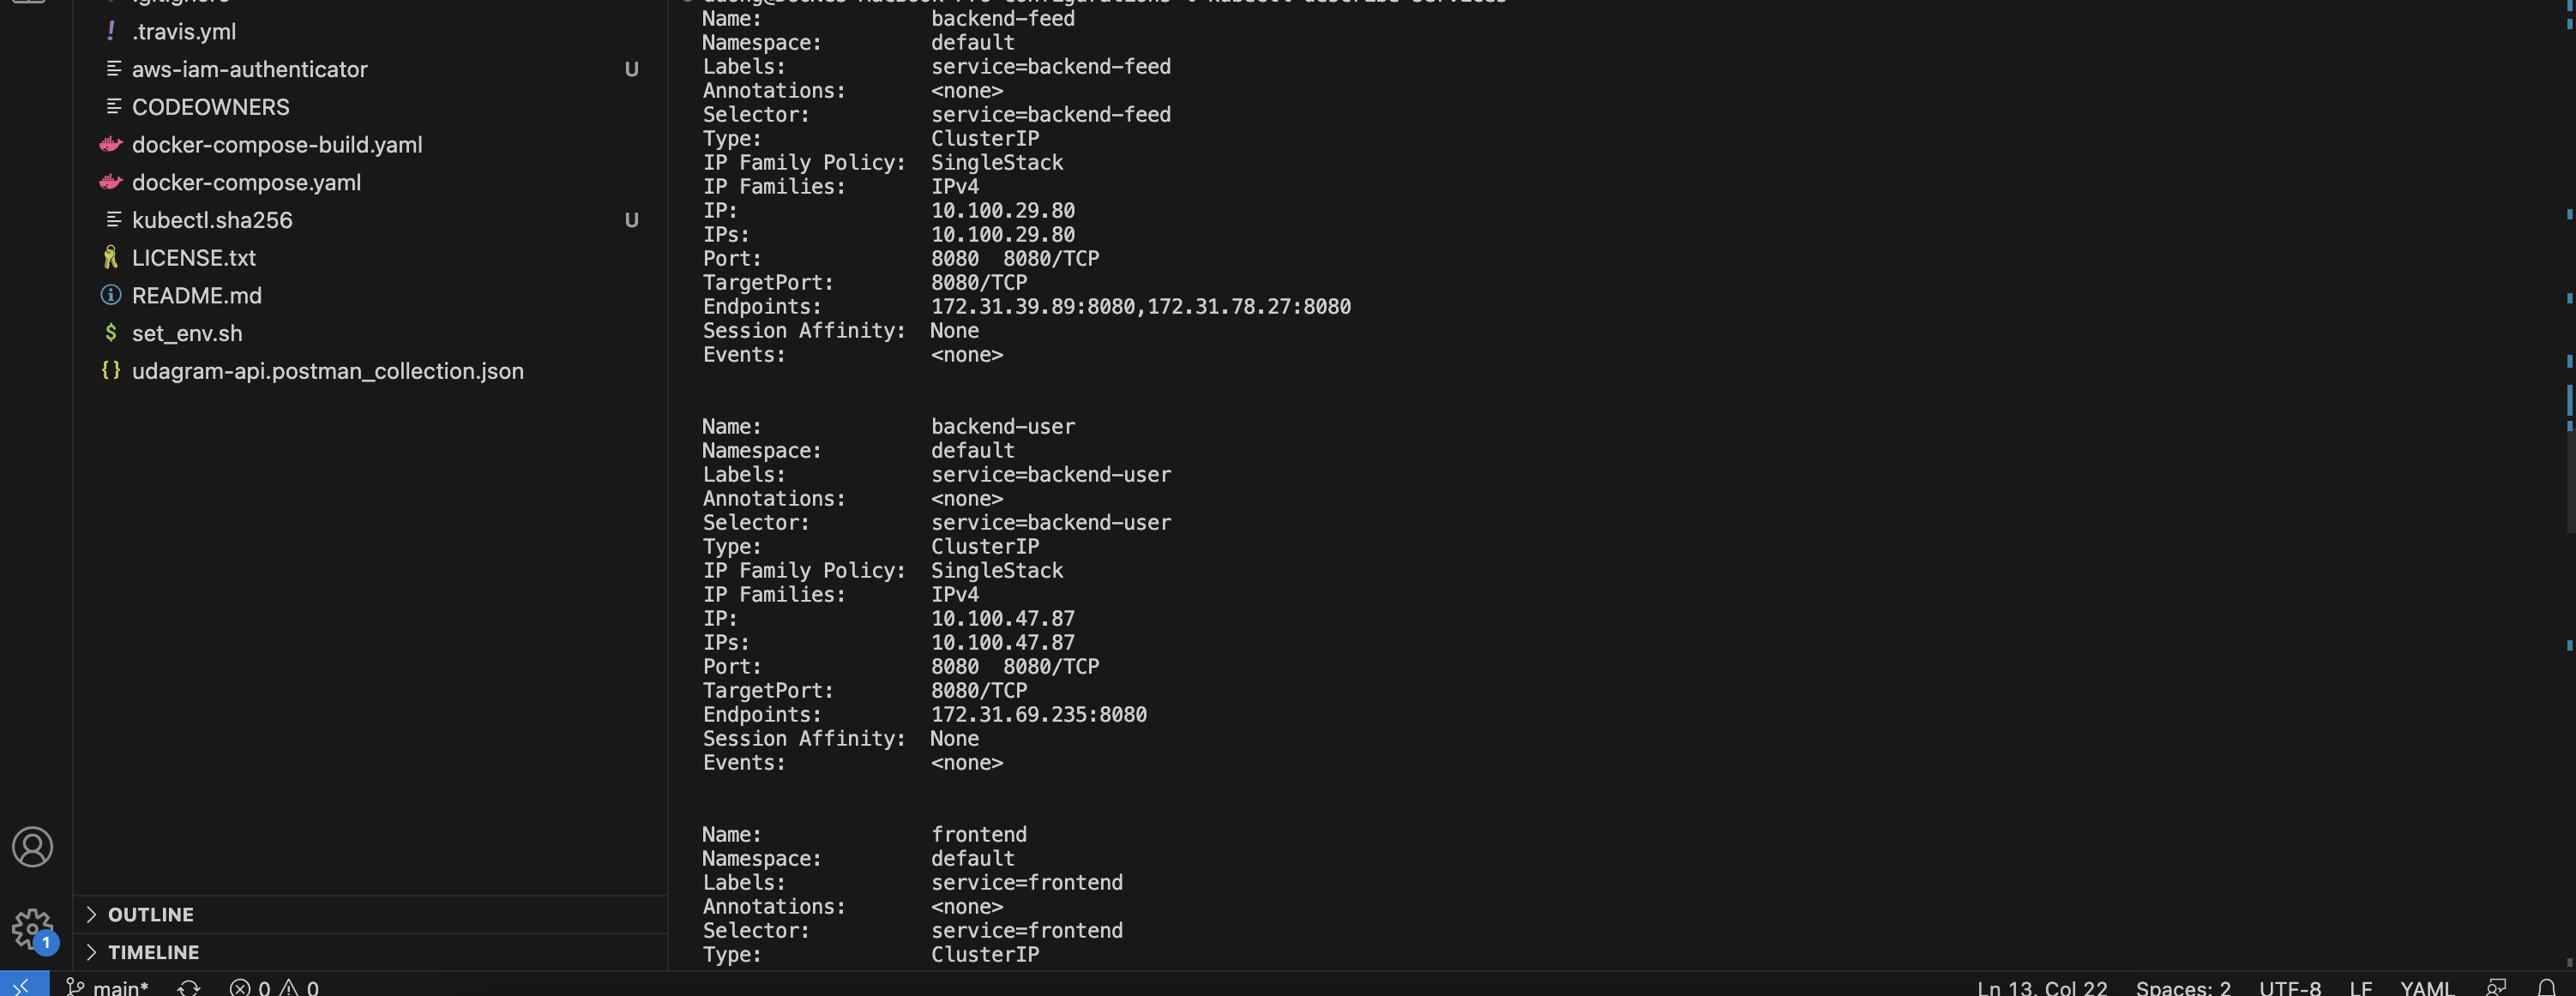 .travis.yml
aws-iam-authenticator U
CODEOWNERS
docker-compose-build.yaml
docker-compose.yaml
kubectl.sha256 U
LICENSE.txt
README.md
set_env.sh
udagram-api.postman_collection.json
OUTLINE
TIMELINE
1
Name: backend-feed
Namespace: default
Labels: service=backend-feed
Annotations: <none>
Selector: service=backend-feed
Type: ClusterIP
IP Family Policy: SingleStack
IP Families: IPv4
IP: 10.100.29.80
IPs: 10.100.29.80
Port: 8080 8080/TCP
TargetPort: 8080/TCP
Endpoints: 172.31.39.89:8080,172.31.78.27:8080
Session Affinity: None
Events: <none>
Name: backend-user
Namespace: default
Labels: service=backend-user
Annotations: <none>
Selector: service=backend-user
Type: ClusterIP
IP Family Policy: SingleStack
IP Families: IPv4
IP: 10.100.47.87
IPs: 10.100.47.87
Port: 8080 8080/TCP
TargetPort: 8080/TCP
Endpoints: 172.31.69.235:8080
Session Affinity: None
Events: <none>
Name: frontend
Namespace: default
Labels: service=frontend
Annotations: <none>
Selector: service=frontend
Type: ClusterIP
main* 0 0 Ln 13, Col 22 Spaces: 2 UTF-8 LF YAML